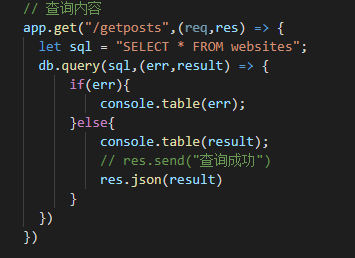 // 查询内容
app.get("/getposts",(req,res) => {
  let sql = "SELECT * FROM websites";
  db.query(sql,(err,result) => {
      if(err){
          console.table(err);
      }else{
          console.table(result);
          // res.send("查询成功")
          res.json(result)
      }
  })
})